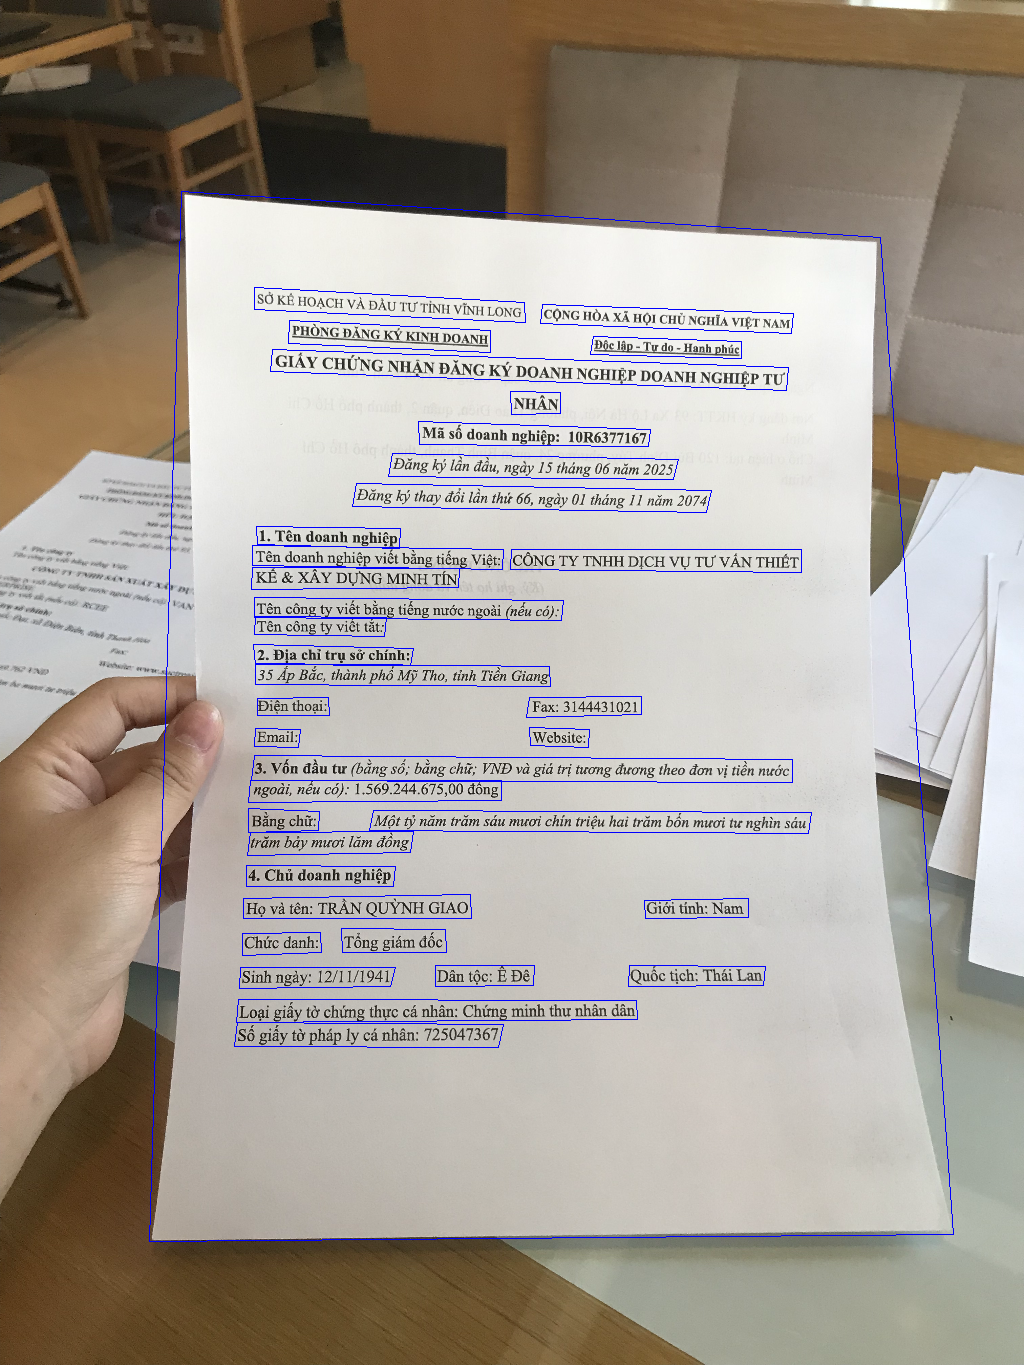 SỞ KẾ HOẠCH VÀ ĐẦU TƯ TỈNH VĨNH LONG
CỘNG HÒA XÃ HỘI CHỦ NGHĨA VIỆT NAM
PHÒNG ĐĂNG KÝ KINH DOANH
Độc lập - Tự do - Hạnh phúc
GIẤY CHỨNG NHẬN ĐĂNG KÝ DOANH NGHIỆP DOANH NGHIỆP TƯ
NHÂN
Mã số doanh nghiệp: 10R6377167
Đăng ký lần đầu, ngày 15 tháng 06 năm 2025
Đăng ký thay đổi lần thứ 66, ngày 01 tháng 11 năm 2074
1. Tên doanh nghiệp
Tên doanh nghiệp viết bằng tiếng Việt: CÔNG TY TNHH DỊCH VỤ TƯ VẤN THIẾT
KẾ & XÂY DỰNG MINH TÍN
Tên công ty viết bằng tiếng nước ngoài (nếu có):
Tên công ty viết tắt:
2. Địa chỉ trụ sở chính:
35 Ấp Bắc, thành phố Mỹ Tho, tỉnh Tiền Giang
Điện thoại: Fax: 3144431021
Email: Website:
3. Vốn đầu tư (bằng số; bằng chữ; VNĐ và giá trị tương đương theo đơn vị tiền nước
ngoài, nếu có): 1.569.244.675,00 đồng
Bằng chữ: Một tỷ năm trăm sáu mươi chín triệu hai trăm bốn mươi tư nghìn sáu
trăm bảy mươi lăm đồng
4. Chủ doanh nghiệp
Họ và tên: TRẦN QUỲNH GIAO Giới tính: Nam
Chức danh: Tổng giám đốc
Sinh ngày: 12/11/1941 Dân tộc: Ê Đê Quốc tịch: Thái Lan
Loại giấy tờ chứng thực cá nhân: Chứng minh thư nhân dân
Số giấy tờ pháp ly cá nhân: 725047367